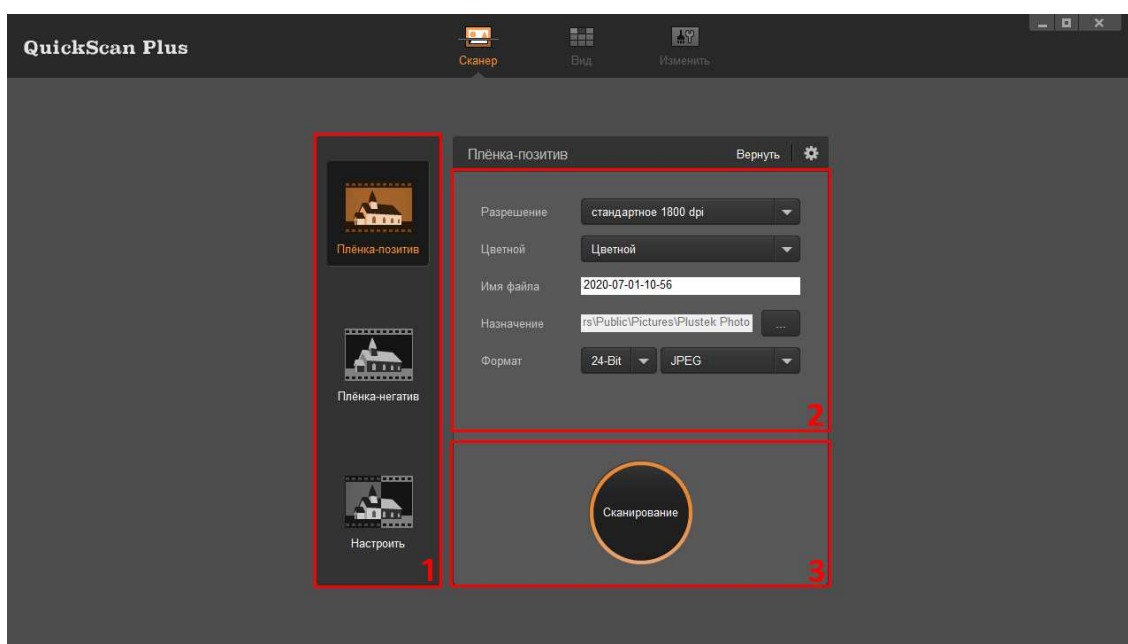 QuickScan Plus
Сканер
Вид
Изменить
Плёнка-позитив
Плёнка-негатив
Настроить
1
Плёнка-позитив Вернуть
Разрешение стандартное 1800 dpi
Цветной Цветной
Имя файла 2020-07-01-10-56
Назначение rs\Public\Pictures\Plustek Photo ...
Формат 24-Bit JPEG
2
Сканирование
3